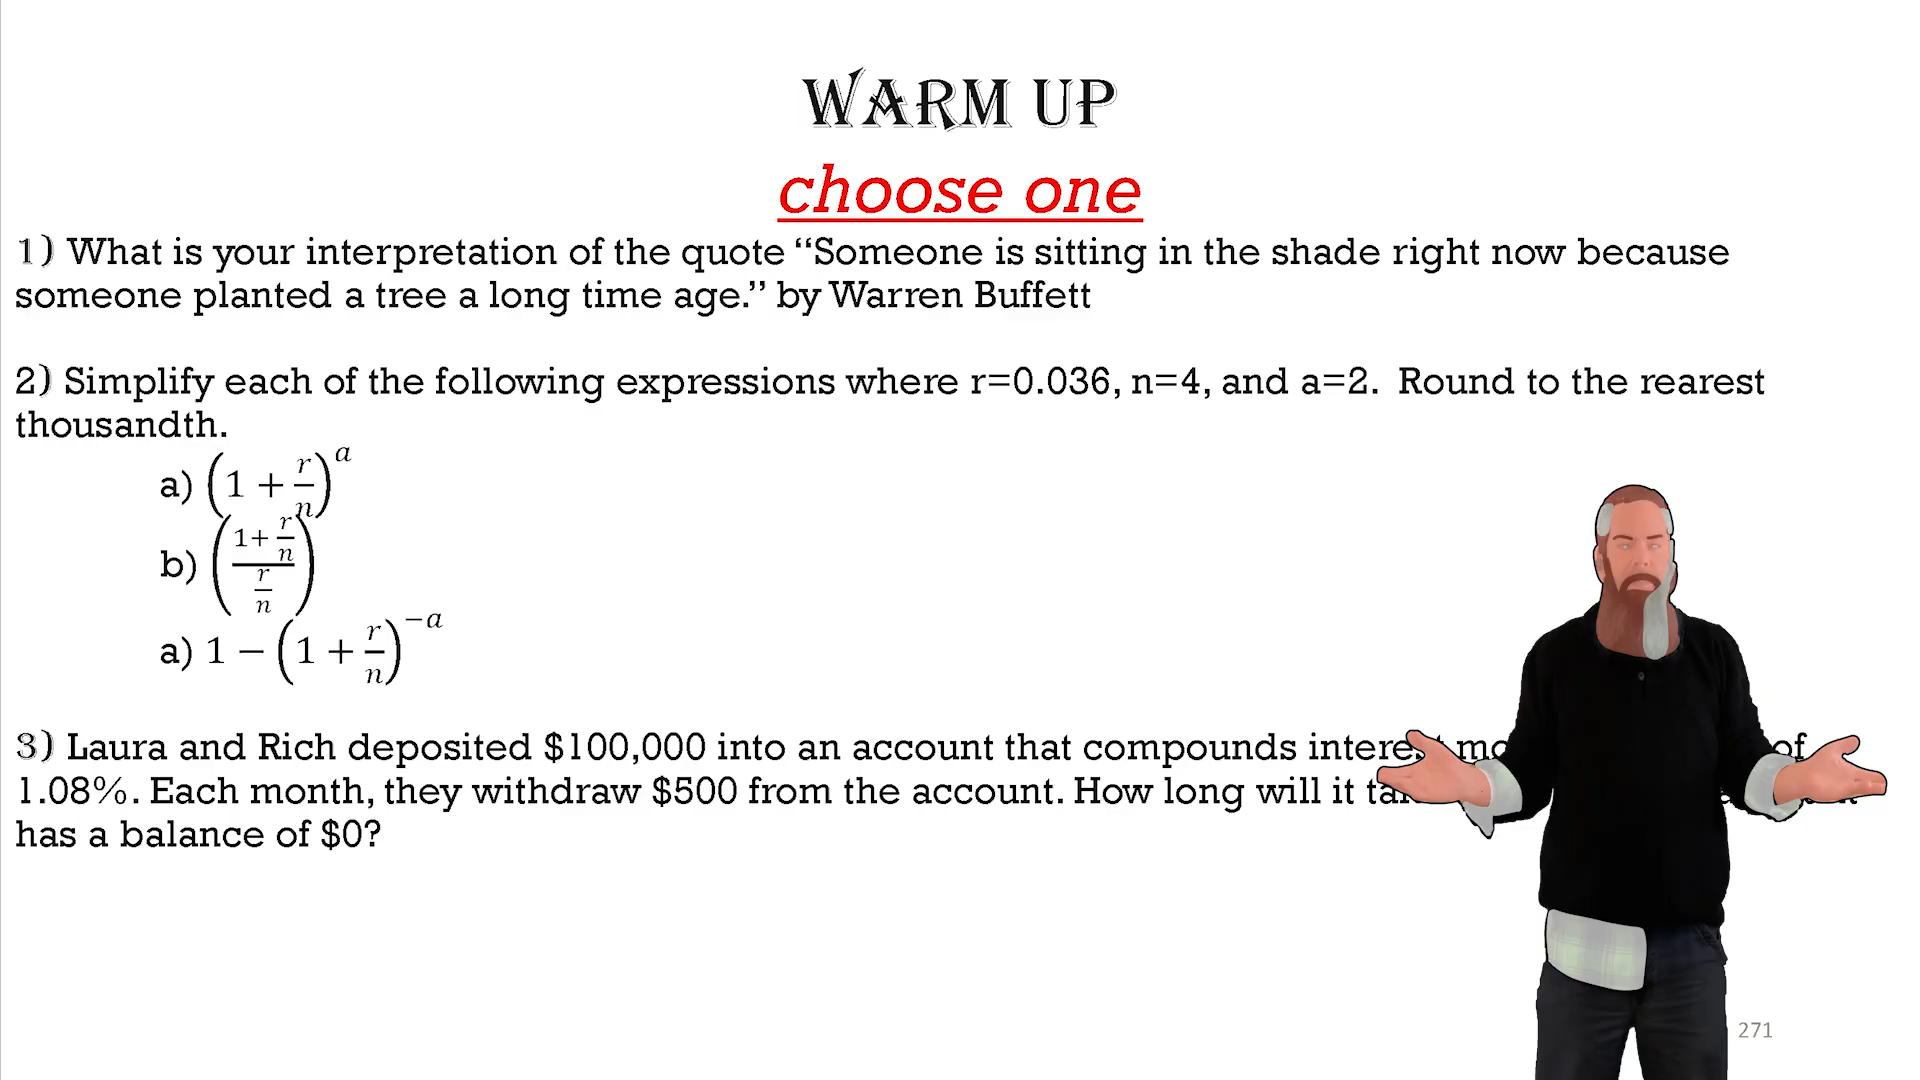 WARM UP
choose one
1) What is your interpretation of the quote “Someone is sitting in the shade right now because
someone planted a tree a long time age.” by Warren Buffett
2) Simplify each of the following expressions where r=0.036, n=4, and a=2. Round to the rearest
thousandth.
a) (1 + r/n)^a
b) ((1+ r/n)/(r/n))
a) 1 − (1 + r/n)^−a
3) Laura and Rich deposited $100,000 into an account that compounds interest of
1.08%. Each month, they withdraw $500 from the account. How long will it
has a balance of $0?
271